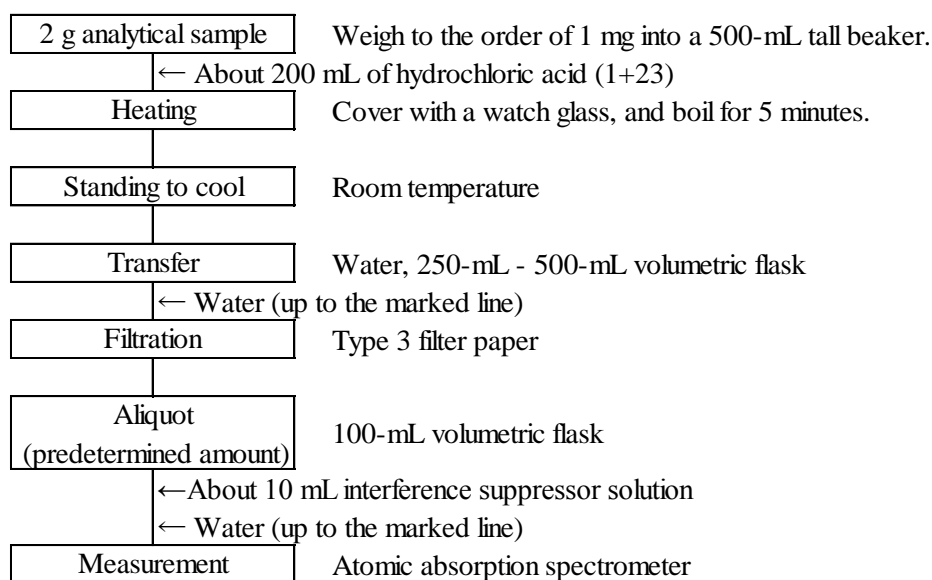 2 g analytical sample Weigh to the order of 1 mg into a 500-mL tall beaker.
← About 200 mL of hydrochloric acid (1+23)
Heating Cover with a watch glass, and boil for 5 minutes.
Standing to cool Room temperature
Transfer Water, 250-mL - 500-mL volumetric flask
← Water (up to the marked line)
Filtration Type 3 filter paper
Aliquot
(predetermined amount) 100-mL volumetric flask
←About 10 mL interference suppressor solution
← Water (up to the marked line)
Measurement Atomic absorption spectrometer